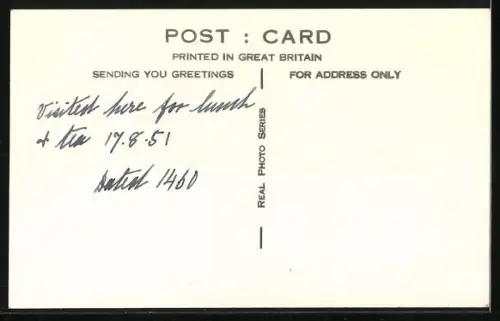 POST : CARD
PRINTED IN GREAT BRITAIN
SENDING YOU GREETINGS
FOR ADDRESS ONLY
Visited here for lunch
& tea 17.8.51
Dated 1460
REAL PHOTO SERIES